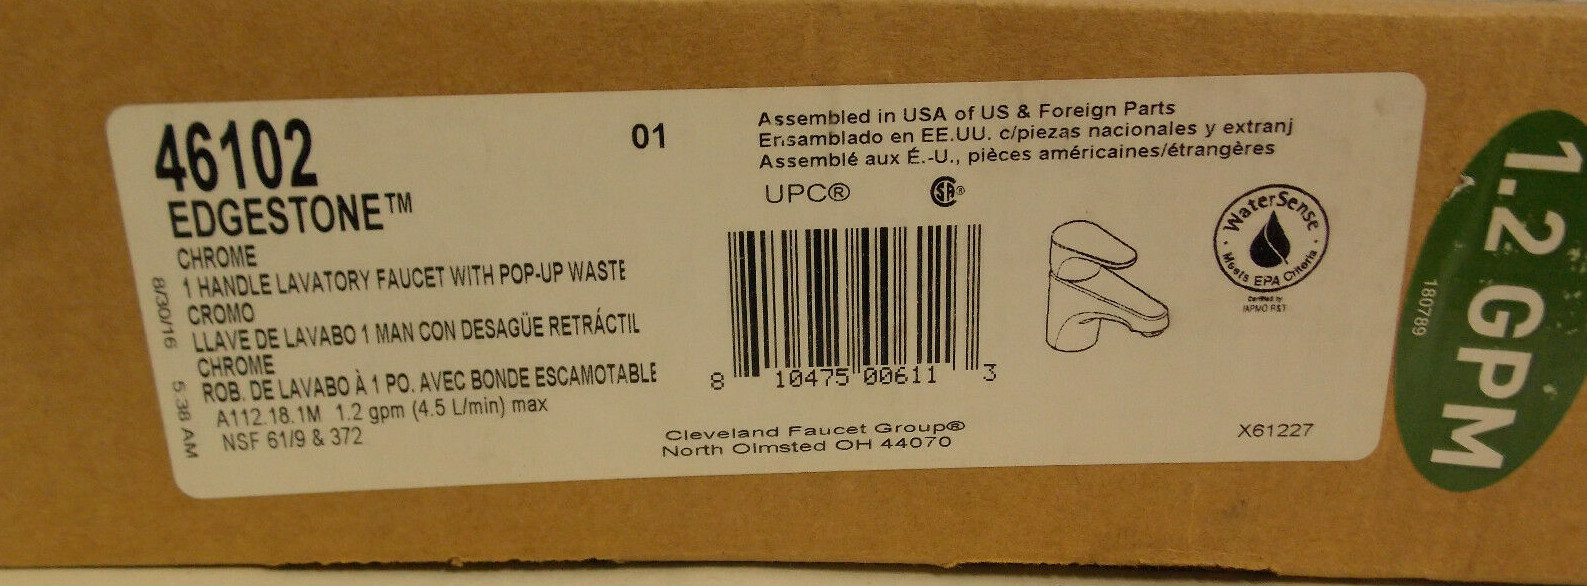 46102
01
EDGESTONE™
CHROME
1 HANDLE LAVATORY FAUCET WITH POP-UP WASTE
CROMO
LLAVE DE LAVABO 1 MAN CON DESAGÜE RETRÁCTIL
CHROME
ROB. DE LAVABO À 1 PO. AVEC BONDE ESCAMOTABLE
A112.18.1M 1.2 gpm (4.5 L/min) max
NSF 61/9 & 372
8/30/16 5:38 AM
Assembled in USA of US & Foreign Parts
Ensamblado en EE.UU. c/piezas nacionales y extranj
Assemblé aux É.-U., pièces américaines/étrangères
UPC®
SA®
8 10475 00611 3
Cleveland Faucet Group®
North Olmsted OH 44070
WaterSense
Meets EPA Criteria
Certified by
IAPMO R&T
X61227
1.2 GPM
180789